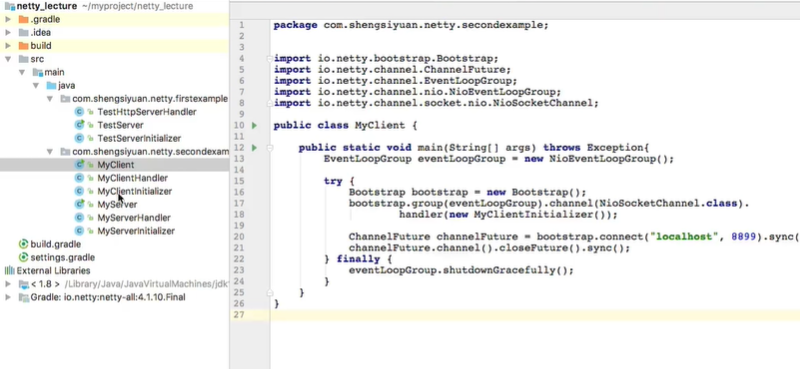 netty_lecture ~/myproject/netty_lecture
.gradle
.idea
build
src
main
java
com.shengsiyuan.netty.firstexample
TestHttpServerHandler
TestServer
TestServerInitializer
com.shengsiyuan.netty.secondexam
MyClient
MyClientHandler
MyClientInitializer
MyServer
MyServerHandler
MyServerInitializer
build.gradle
settings.gradle
External Libraries
< 1.8 > /Library/Java/JavaVirtualMachines/jdk
Gradle: io.netty:netty-all:4.1.10.Final
1 package com.shengsiyuan.netty.secondexample;
2
3
4 import io.netty.bootstrap.Bootstrap;
5 import io.netty.channel.ChannelFuture;
6 import io.netty.channel.EventLoopGroup;
7 import io.netty.channel.nio.NioEventLoopGroup;
8 import io.netty.channel.socket.nio.NioSocketChannel;
9
10 public class MyClient {
11
12 public static void main(String[] args) throws Exception{
13 EventLoopGroup eventLoopGroup = new NioEventLoopGroup();
14
15 try {
16 Bootstrap bootstrap = new Bootstrap();
17 bootstrap.group(eventLoopGroup).channel(NioSocketChannel.class).
18 handler(new MyClientInitializer());
19
20 ChannelFuture channelFuture = bootstrap.connect("localhost", 8899).sync(
21 channelFuture.channel().closeFuture().sync();
22 } finally {
23 eventLoopGroup.shutdownGracefully();
24 }
25 }
26 }
27